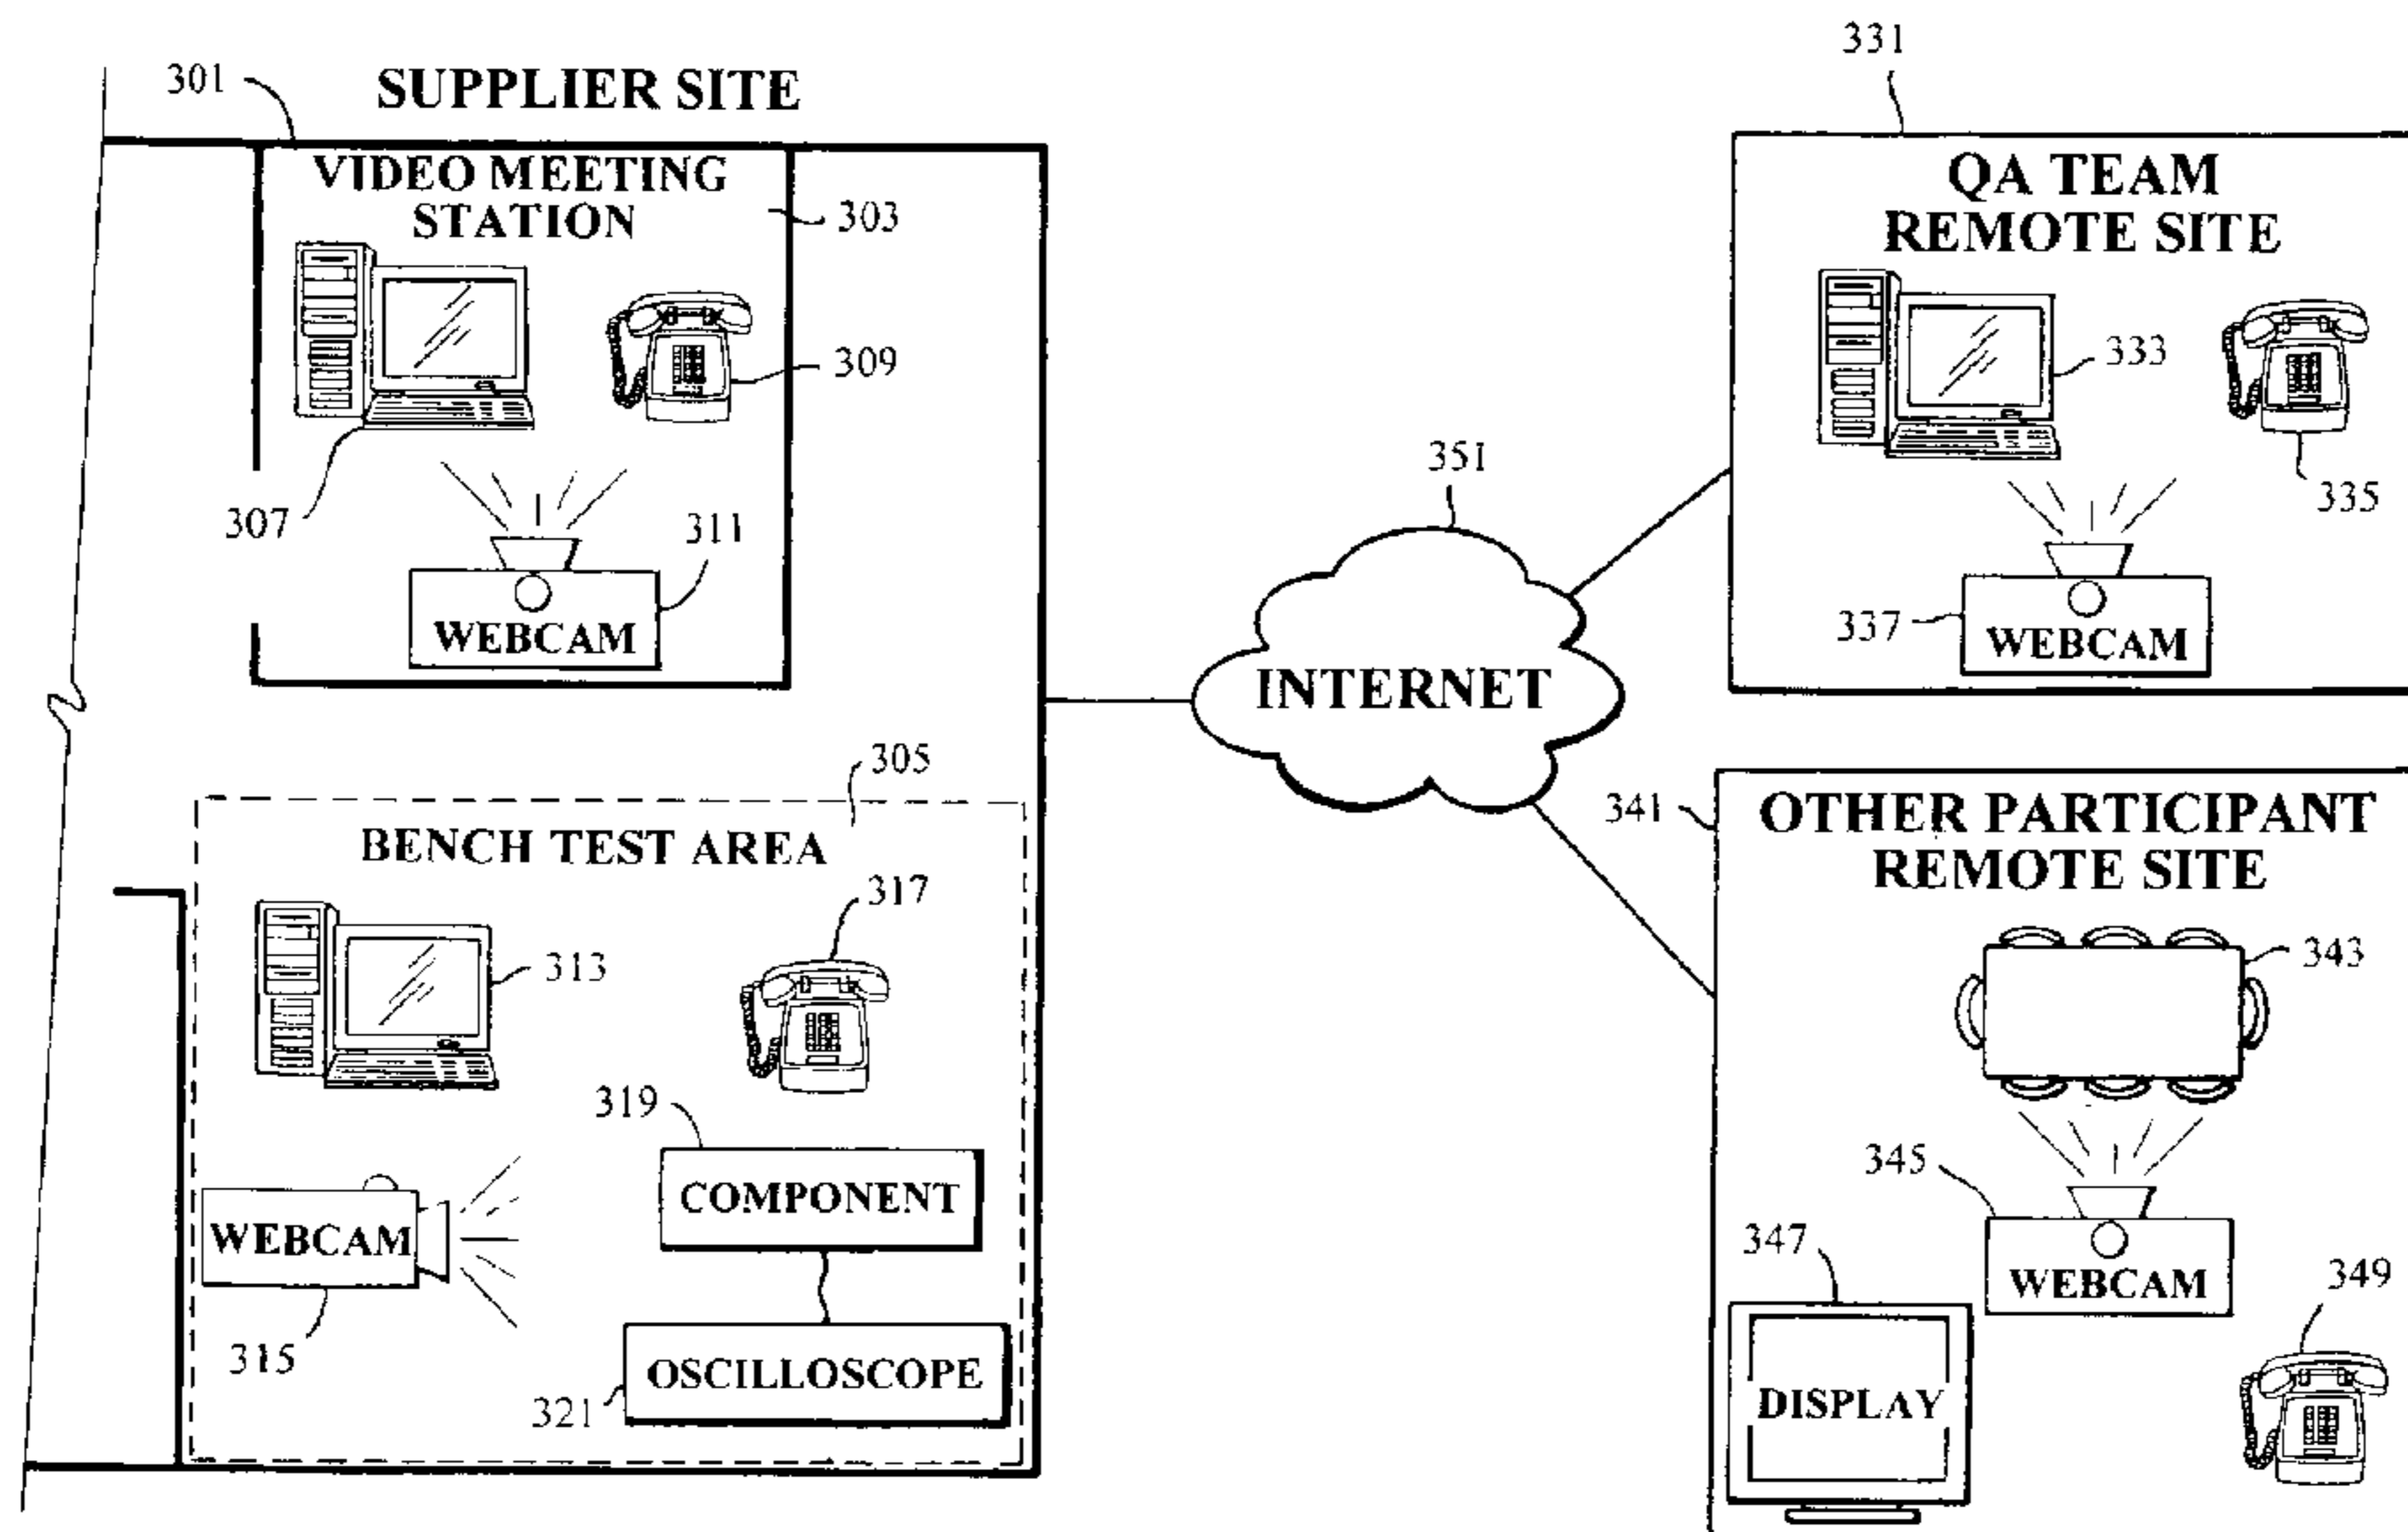 301
SUPPLIER SITE
VIDEO MEETING
STATION
303
309
307
311
WEBCAM
305
BENCH TEST AREA
313
317
319
COMPONENT
WEBCAM
315
OSCILLOSCOPE
321
351
INTERNET
331
QA TEAM
REMOTE SITE
333
335
337
WEBCAM
341
OTHER PARTICIPANT
REMOTE SITE
343
345
WEBCAM
347
DISPLAY
349